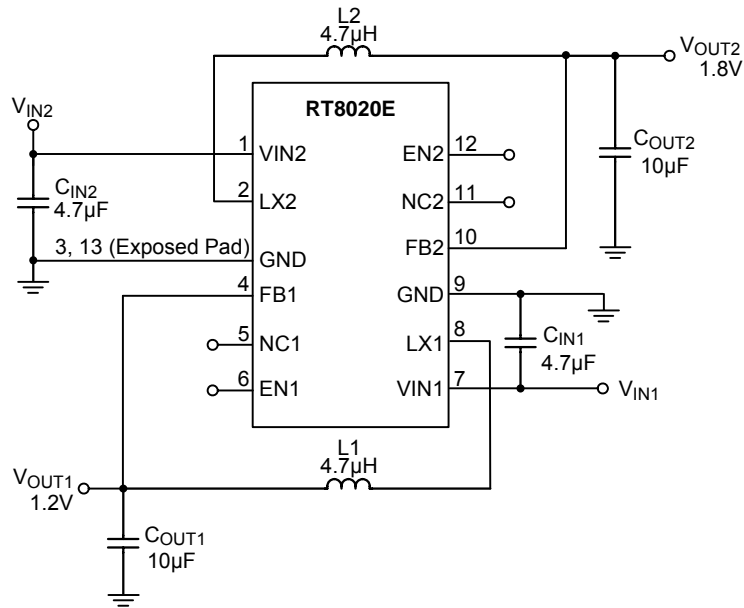 L2
4.7µH
VOUT2
1.8V
VIN2
RT8020E
1
VIN2
12
EN2
COUT2
10µF
CIN2
4.7µF
2
LX2
11
NC2
10
FB2
3, 13 (Exposed Pad)
GND
4
FB1
9
GND
8
LX1
CIN1
4.7µF
5
NC1
6
EN1
7
VIN1
VIN1
L1
4.7µH
VOUT1
1.2V
COUT1
10µF